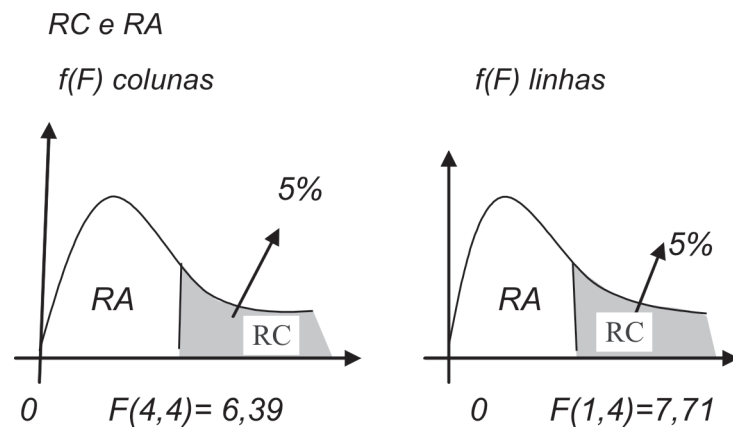 RC e RA
f(F) colunas
f(F) linhas
5%
5%
RA
RC
RA
RC
0
F(4,4)= 6,39
0
F(1,4)=7,71